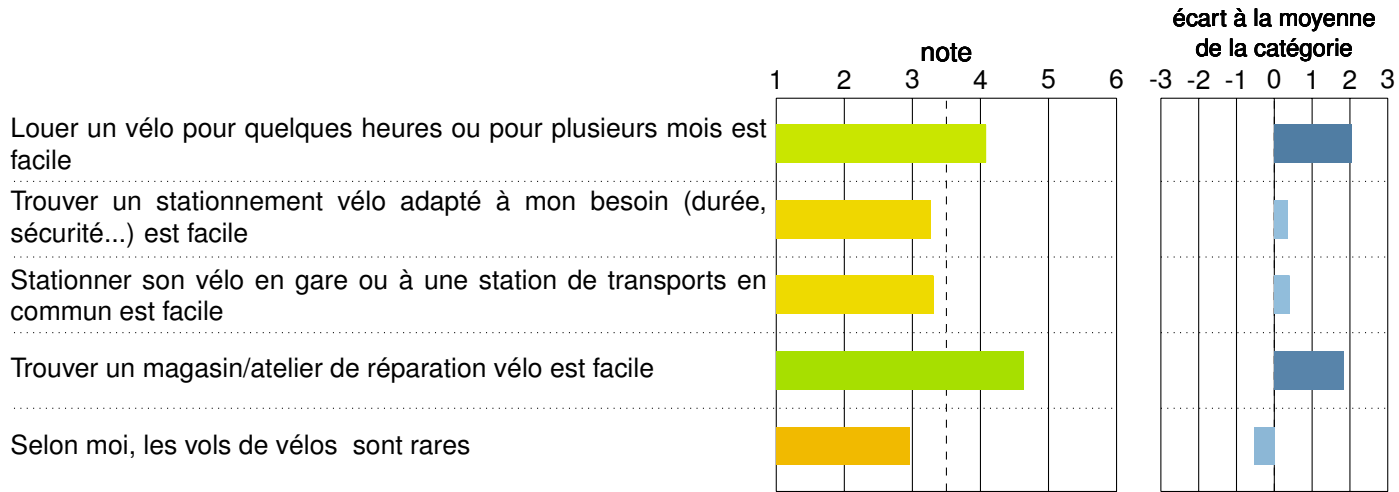 écart à la moyenne
de la catégorie
note
1 2 3 4 5 6
-3 -2 -1 0 1 2 3
Louer un vélo pour quelques heures ou pour plusieurs mois est
facile
Trouver un stationnement vélo adapté à mon besoin (durée,
sécurité...) est facile
Stationner son vélo en gare ou à une station de transports en
commun est facile
Trouver un magasin/atelier de réparation vélo est facile
Selon moi, les vols de vélos sont rares